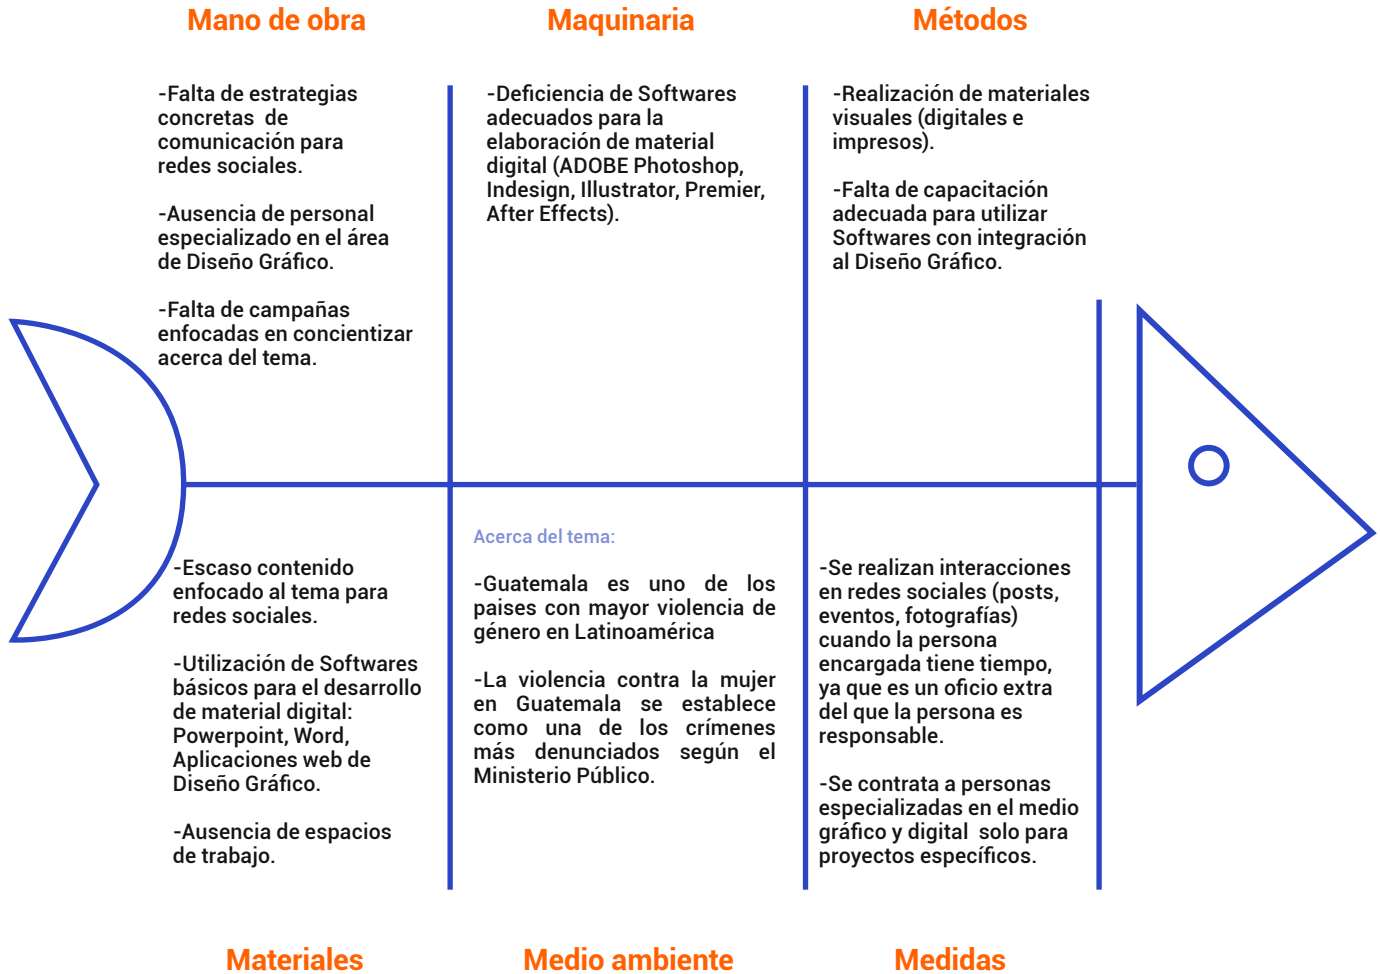 Mano de obra
-Falta de estrategias
concretas  de
comunicación para
redes sociales.
-Ausencia de personal
especializado en el área
de Diseño Gráfico.
-Falta de campañas
enfocadas en concientizar
acerca del tema.
Maquinaria
-Deficiencia de Softwares
adecuados para la
elaboración de material
digital (ADOBE Photoshop,
Indesign, Illustrator, Premier,
After Effects).
Métodos
-Realización de materiales
visuales (digitales e
impresos).
-Falta de capacitación
adecuada para utilizar
Softwares con integración
al Diseño Gráfico.
-Escaso contenido
enfocado al tema para
redes sociales.
-Utilización de Softwares
básicos para el desarrollo
de material digital:
Powerpoint, Word,
Aplicaciones web de
Diseño Gráfico.
-Ausencia de espacios
de trabajo.
Materiales
Acerca del tema:
-Guatemala es uno de los
paises con mayor violencia de
género en Latinoamérica
-La violencia contra la mujer
en Guatemala se establece
como una de los crímenes
más denunciados según el
Ministerio Público.
Medio ambiente
-Se realizan interacciones
en redes sociales (posts,
eventos, fotografías)
cuando la persona
encargada tiene tiempo,
ya que es un oficio extra
del que la persona es
responsable.
-Se contrata a personas
especializadas en el medio
gráfico y digital  solo para
proyectos específicos.
Medidas